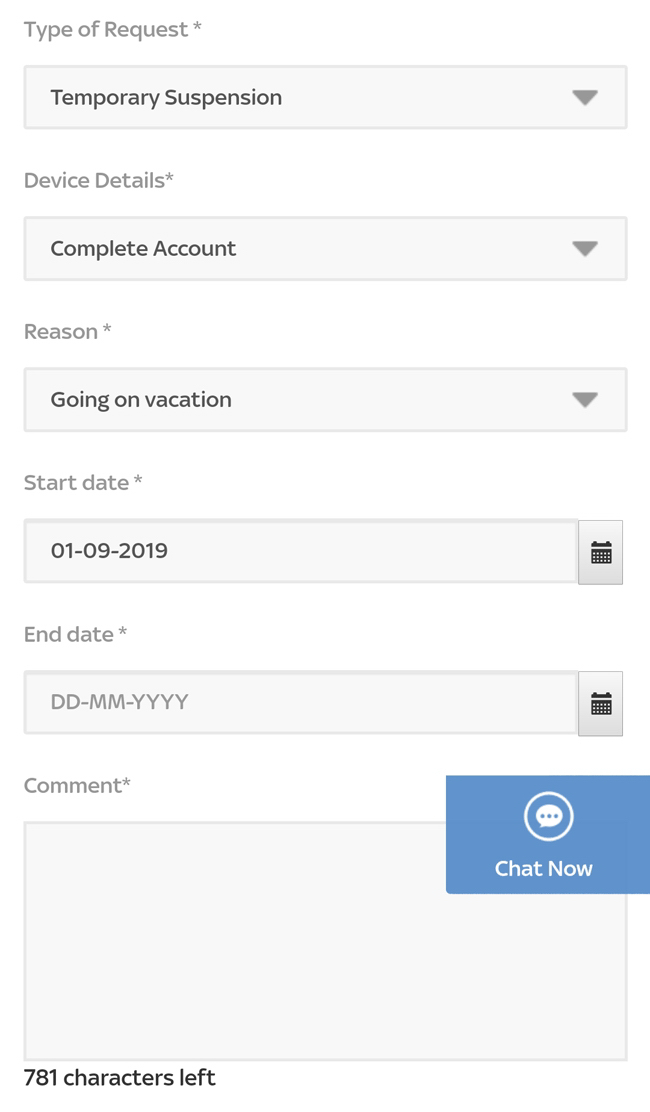 Type of Request *
Temporary Suspension
Device Details*
Complete Account
Reason *
Going on vacation
Start date *
01-09-2019
End date *
DD-MM-YYYY
Comment*
Chat Now
781 characters left